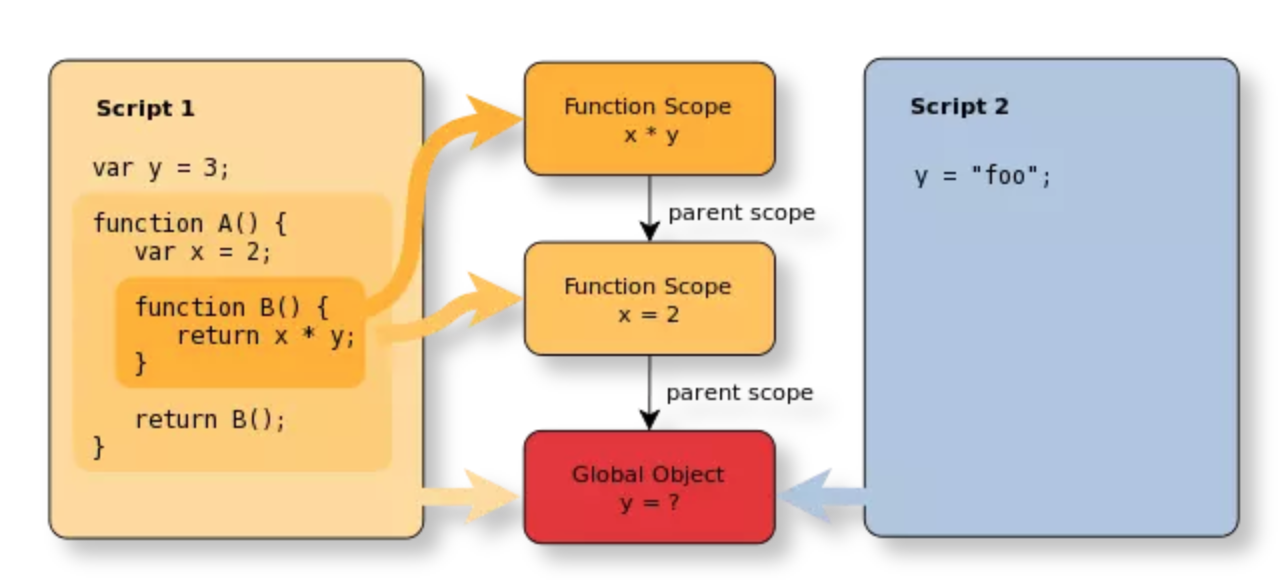 Script 1
var y = 3;
function A() {
var x = 2;
function B() {
return x * y;
}
return B();
}
Function Scope
x * y
parent scope
Function Scope
x = 2
parent scope
Global Object
y = ?
Script 2
y = "foo";